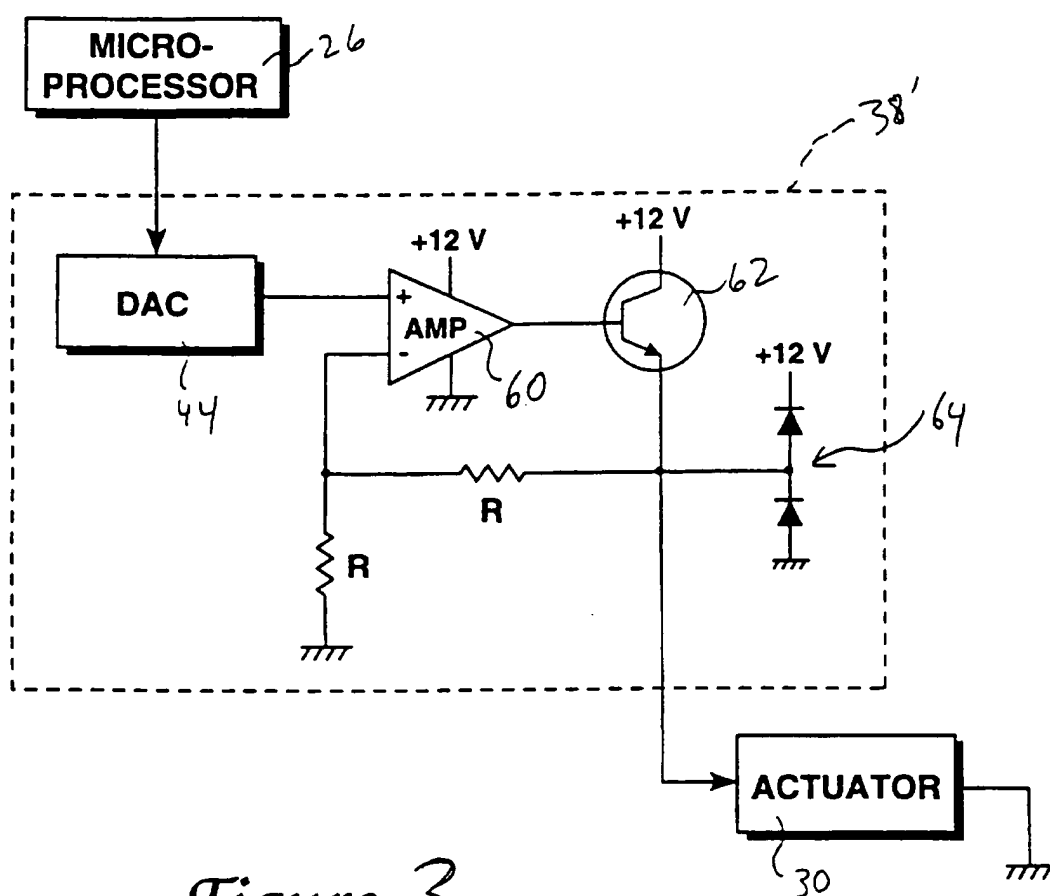 MICRO-
PROCESSOR
26
38'
+12 V
+12 V
DAC
+
AMP
-
62
+12 V
44
60
64
R
R
ACTUATOR
30
Figure 3